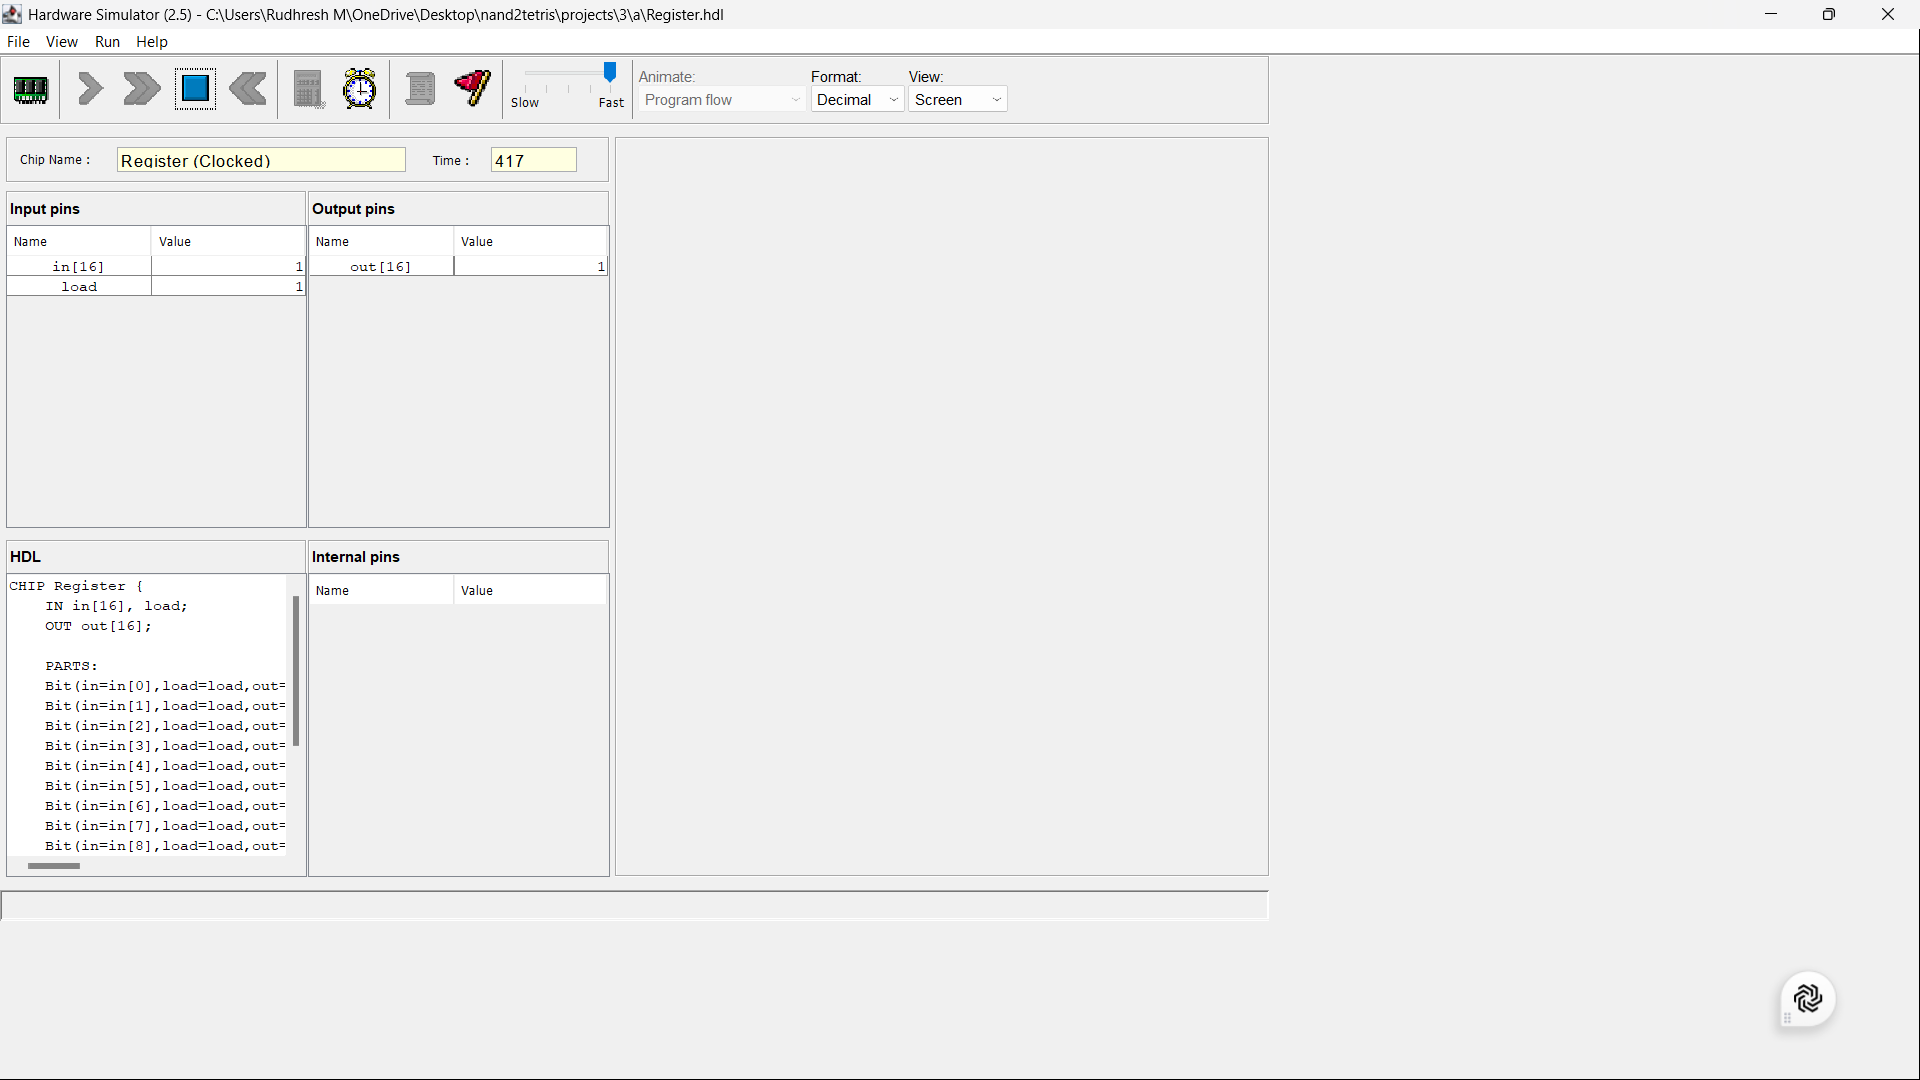 Hardware Simulator (2.5) - C:\Users\Rudhresh M\OneDrive\Desktop\nand2tetris\projects\3\a\Register.hdl
File View Run Help
Slow Fast
Animate:
Program flow
Format:
Decimal
View:
Screen
Chip Name : Register (Clocked) Time : 417
Input pins
Name Value
in[16] 1
load 1
Output pins
Name Value
out[16] 1
HDL
CHIP Register {
IN in[16], load;
OUT out[16];
PARTS:
Bit(in=in[0],load=load,out=
Bit(in=in[1],load=load,out=
Bit(in=in[2],load=load,out=
Bit(in=in[3],load=load,out=
Bit(in=in[4],load=load,out=
Bit(in=in[5],load=load,out=
Bit(in=in[6],load=load,out=
Bit(in=in[7],load=load,out=
Bit(in=in[8],load=load,out=
Internal pins
Name Value